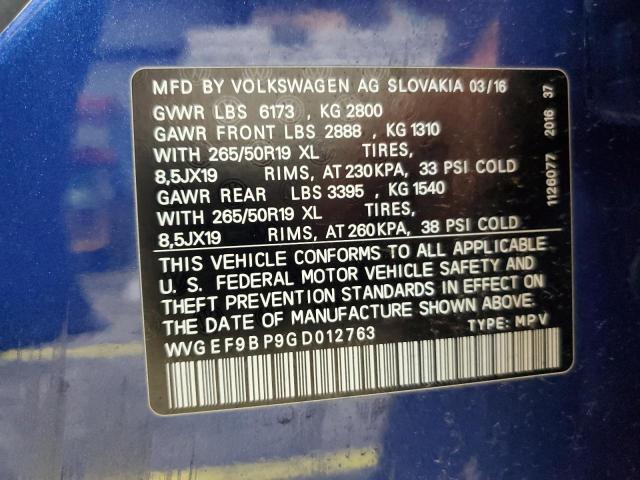 MFD BY VOLKSWAGEN AG SLOVAKIA 03/16
GVWR LBS 6173 , KG 2800
GAWR FRONT LBS 2888 , KG 1310
WITH 265/50R19 XL TIRES,
8,5JX19 RIMS, AT 230 KPA, 33 PSI COLD
GAWR REAR LBS 3395 , KG 1540
WITH 265/50R19 XL TIRES,
8,5JX19 RIMS, AT 260 KPA, 38 PSI COLD
THIS VEHICLE CONFORMS TO ALL APPLICABLE
U. S. FEDERAL MOTOR VEHICLE SAFETY AND
THEFT PREVENTION STANDARDS IN EFFECT ON
THE DATE OF MANUFACTURE SHOWN ABOVE.
WVGEF9BP9GD012763 TYPE: MPV
1126077 2016 37